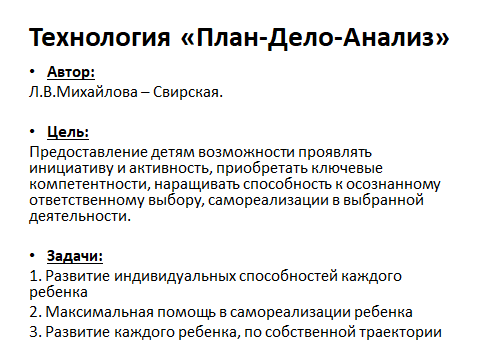 Технология «План-Дело-Анализ»
• Автор:
Л.В.Михайлова – Свирская.
• Цель:
Предоставление детям возможности проявлять
инициативу и активность, приобретать ключевые
компетентности, наращивать способность к осознанному
ответственному выбору, самореализации в выбранной
деятельности.
• Задачи:
1. Развитие индивидуальных способностей каждого
ребенка
2. Максимальная помощь в самореализации ребенка
3. Развитие каждого ребенка, по собственной траектории